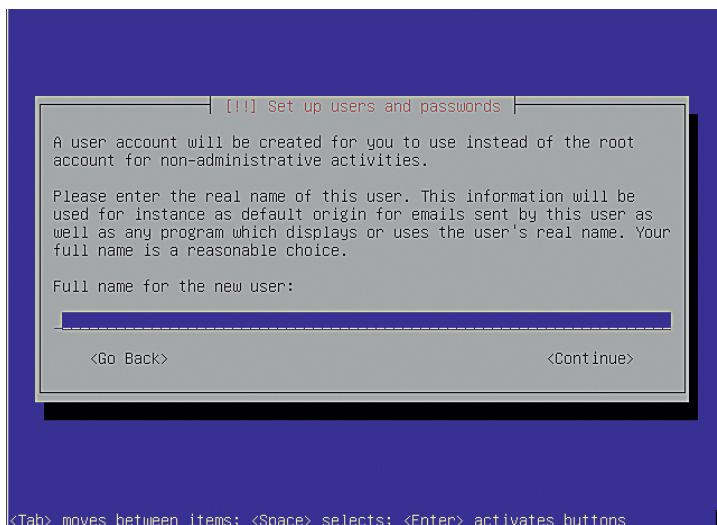 [!!] Set up users and passwords
A user account will be created for you to use instead of the root
account for non-administrative activities.
Please enter the real name of this user. This information will be
used for instance as default origin for emails sent by this user as
well as any program which displays or uses the user's real name. Your
full name is a reasonable choice.
Full name for the new user:
<Go Back> <Continue>
<Tab> moves between items; <Space> selects; <Enter> activates buttons